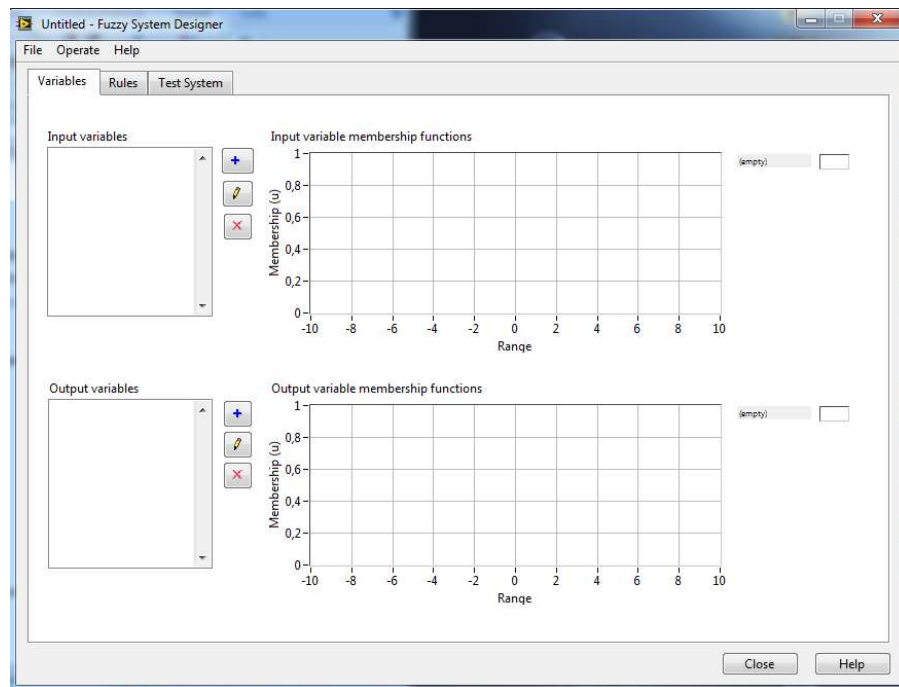 Untitled - Fuzzy System Designer
File Operate Help
Variables Rules Test System
Input variables
Input variable membership functions
1
0,8
0,6
0,4
0,2
0
Membership (u)
-10 -8 -6 -4 -2 0 2 4 6 8 10
Range
(empty)
Output variables
Output variable membership functions
1
0,8
0,6
0,4
0,2
0
Membership (u)
-10 -8 -6 -4 -2 0 2 4 6 8 10
Range
(empty)
Close Help